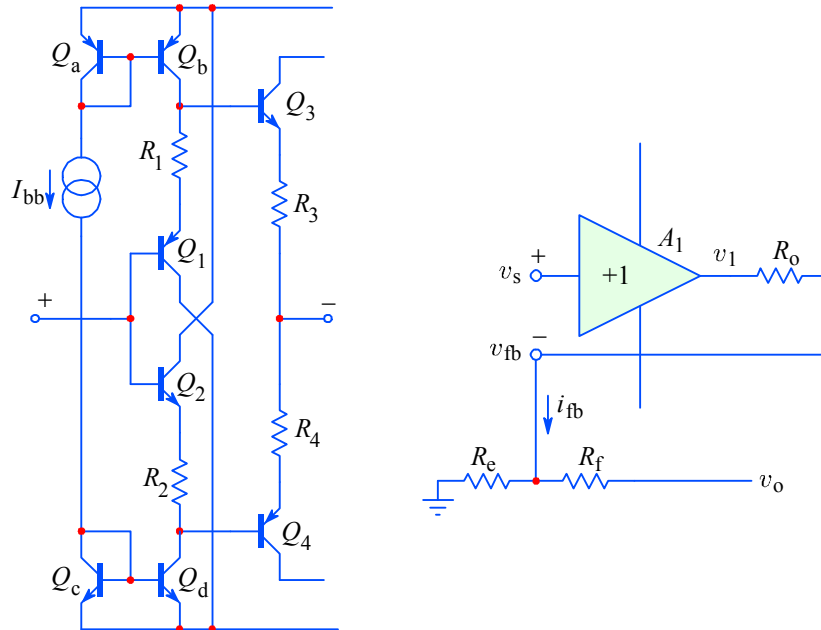 Qa
Qb
Q3
R1
Ibb
R3
Q1
+
−
Q2
R4
R2
Q4
Qc
Qd
A1
+
vs
+1
v1
Ro
−
vfb
ifb
Re
Rf
vo